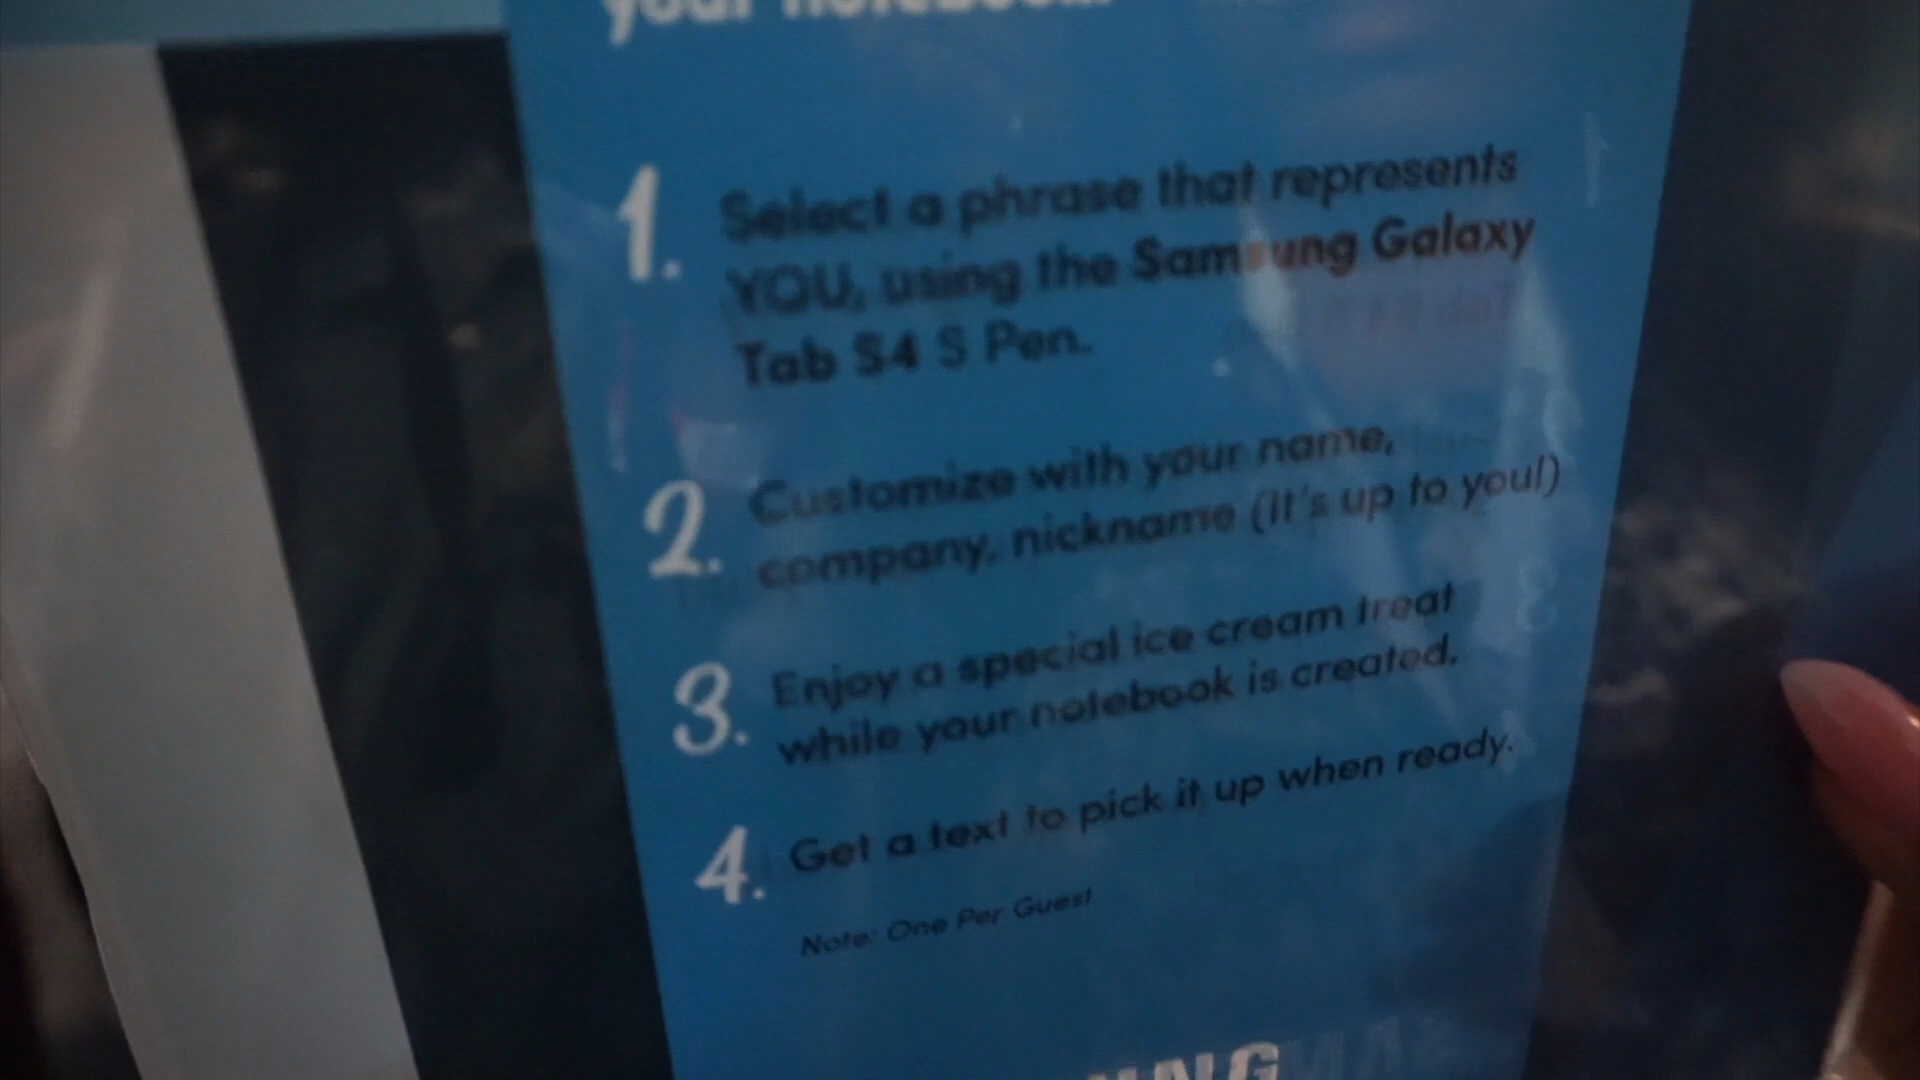 your notebook.
1. Select a phrase that represents
YOU, using the Samsung Galaxy
Tab S4 S Pen.
2. Customize with your name,
company, nickname (it's up to you!)
3. Enjoy a special ice cream treat
while your notebook is created.
4. Get a text to pick it up when ready.
Note: One Per Guest